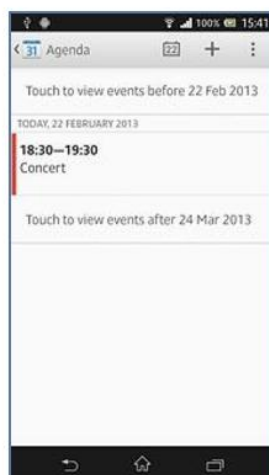 100% 15:41
31 Agenda 22
Touch to view events before 22 Feb 2013
TODAY, 22 FEBRUARY 2013
18:30—19:30
Concert
Touch to view events after 24 Mar 2013